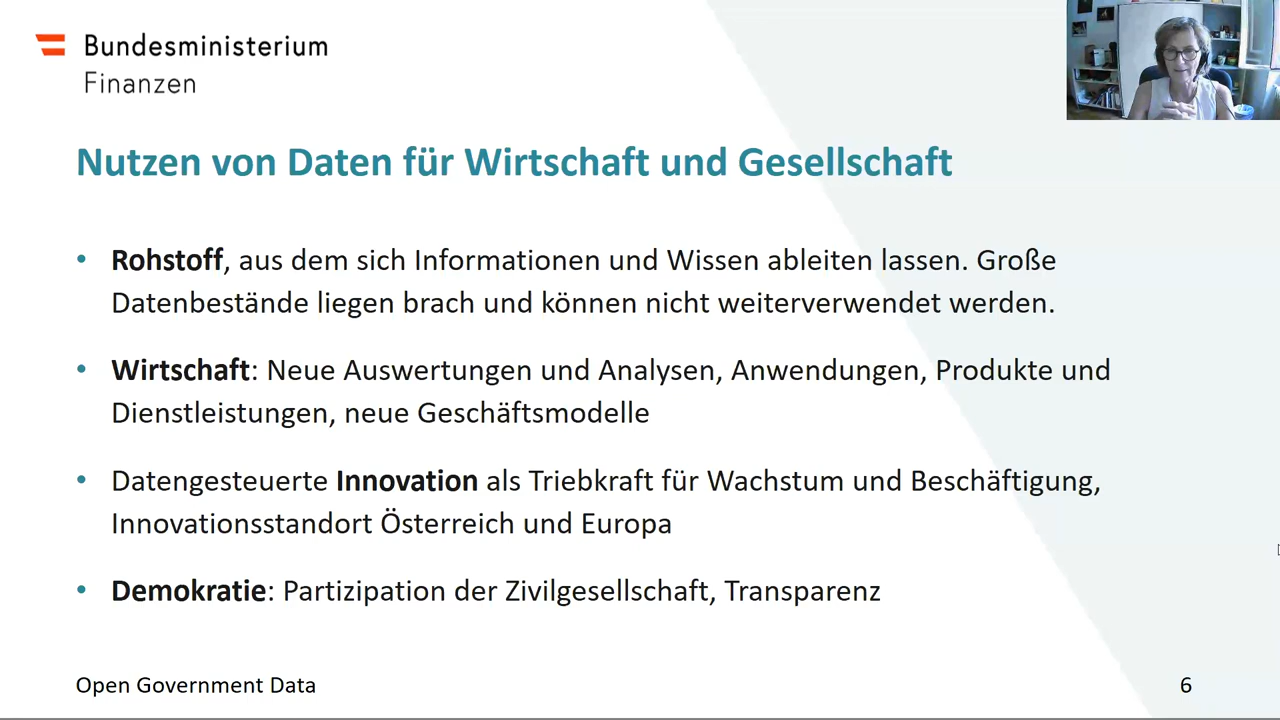 Bundesministerium
Finanzen
Nutzen von Daten für Wirtschaft und Gesellschaft
• Rohstoff, aus dem sich Informationen und Wissen ableiten lassen. Große
Datenbestände liegen brach und können nicht weiterverwendet werden.
• Wirtschaft: Neue Auswertungen und Analysen, Anwendungen, Produkte und
Dienstleistungen, neue Geschäftsmodelle
• Datengesteuerte Innovation als Triebkraft für Wachstum und Beschäftigung,
Innovationsstandort Österreich und Europa
• Demokratie: Partizipation der Zivilgesellschaft, Transparenz
Open Government Data
6